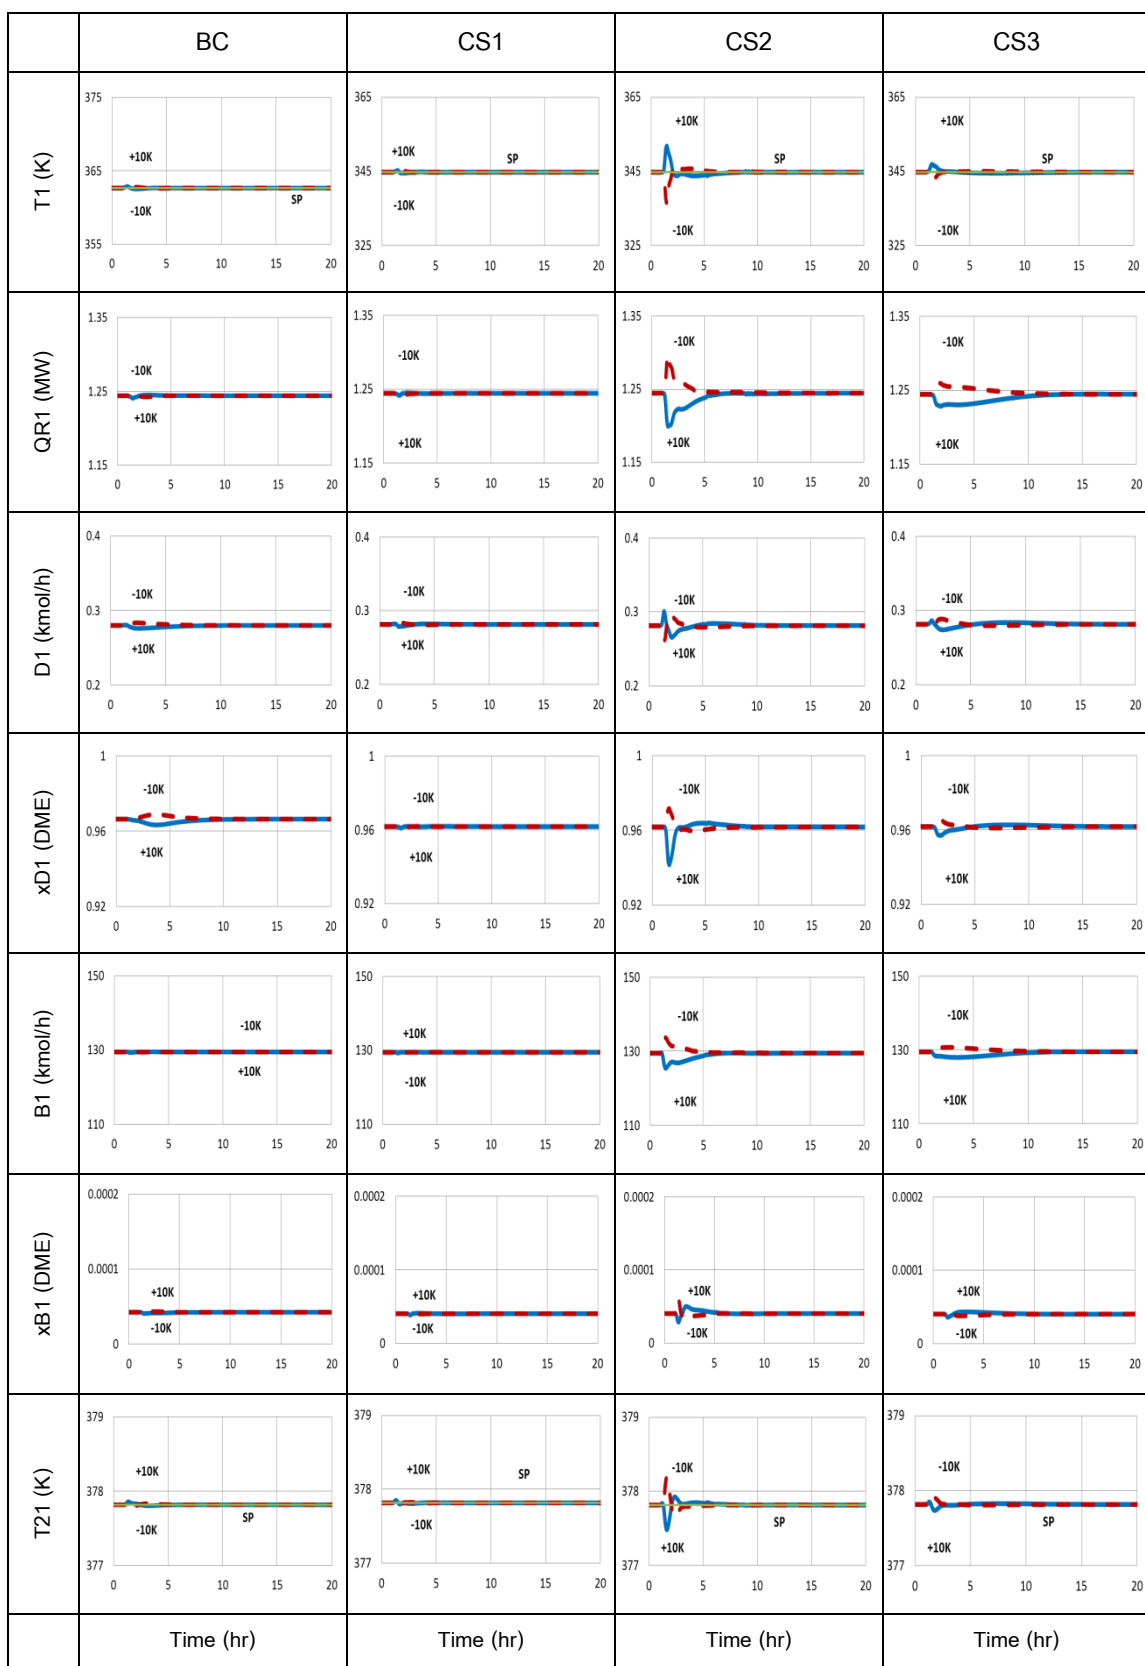 BC CS1 CS2 CS3
T1 (K)
375 365 355 +10K -10K SP 0 5 10 15 20
365 345 325 +10K -10K SP 0 5 10 15 20
365 345 325 +10K -10K SP 0 5 10 15 20
365 345 325 +10K -10K SP 0 5 10 15 20
QR1 (MW)
1.35 1.25 1.15 -10K +10K 0 5 10 15 20
1.35 1.25 1.15 -10K +10K 0 5 10 15 20
1.35 1.25 1.15 -10K +10K 0 5 10 15 20
1.35 1.25 1.15 -10K +10K 0 5 10 15 20
D1 (kmol/h)
0.4 0.3 0.2 -10K +10K 0 5 10 15 20
0.4 0.3 0.2 -10K +10K 0 5 10 15 20
0.4 0.3 0.2 -10K +10K 0 5 10 15 20
0.4 0.3 0.2 -10K +10K 0 5 10 15 20
xD1 (DME)
1 0.96 0.92 -10K +10K 0 5 10 15 20
1 0.96 0.92 -10K +10K 0 5 10 15 20
1 0.96 0.92 -10K +10K 0 5 10 15 20
1 0.96 0.92 -10K +10K 0 5 10 15 20
B1 (kmol/h)
150 130 110 -10K +10K 0 5 10 15 20
150 130 110 +10K -10K 0 5 10 15 20
150 130 110 -10K +10K 0 5 10 15 20
150 130 110 -10K +10K 0 5 10 15 20
xB1 (DME)
0.0002 0.0001 0 +10K -10K 0 5 10 15 20
0.0002 0.0001 0 +10K -10K 0 5 10 15 20
0.0002 0.0001 0 +10K -10K 0 5 10 15 20
0.0002 0.0001 0 +10K -10K 0 5 10 15 20
T21 (K)
379 378 377 +10K -10K SP 0 5 10 15 20
379 378 377 +10K -10K SP 0 5 10 15 20
379 378 377 -10K +10K SP 0 5 10 15 20
379 378 377 -10K +10K SP 0 5 10 15 20
Time (hr) Time (hr) Time (hr) Time (hr)